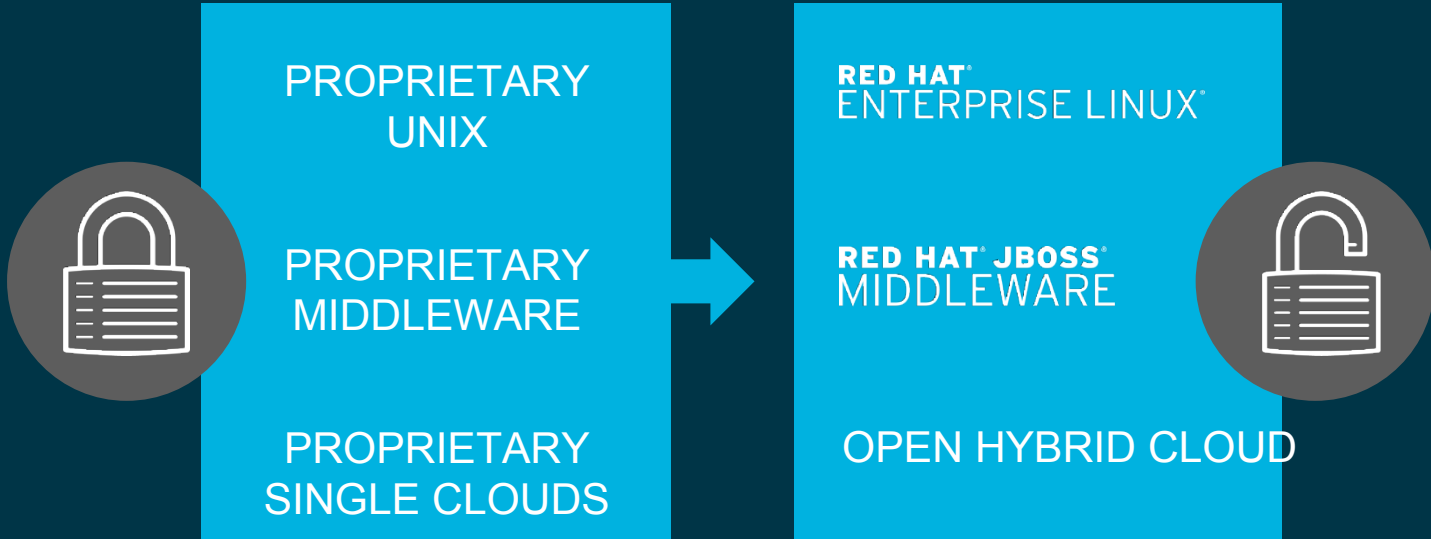 PROPRIETARY
UNIX
PROPRIETARY
MIDDLEWARE
PROPRIETARY
SINGLE CLOUDS
RED HAT®
ENTERPRISE LINUX®
RED HAT® JBOSS®
MIDDLEWARE
OPEN HYBRID CLOUD